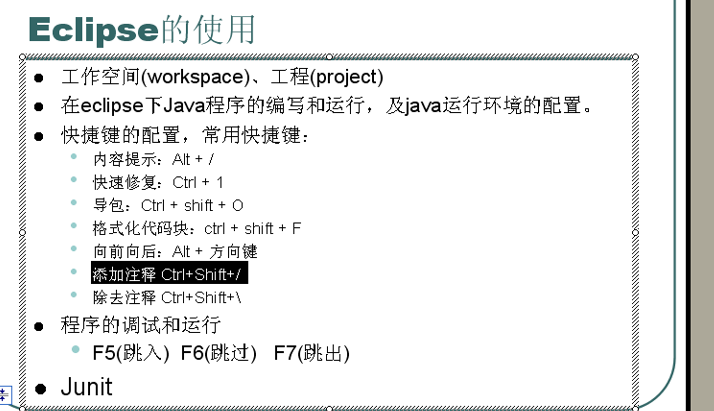 Eclipse的使用
工作空间(workspace)、工程(project)
在eclipse下Java程序的编写和运行，及java运行环境的配置。
快捷键的配置，常用快捷键：
内容提示：Alt + /
快速修复：Ctrl + 1
导包：Ctrl + shift + O
格式化代码块：ctrl + shift + F
向前向后：Alt + 方向键
添加注释 Ctrl+Shift+/
除去注释 Ctrl+Shift+\
程序的调试和运行
F5(跳入) F6(跳过) F7(跳出)
Junit